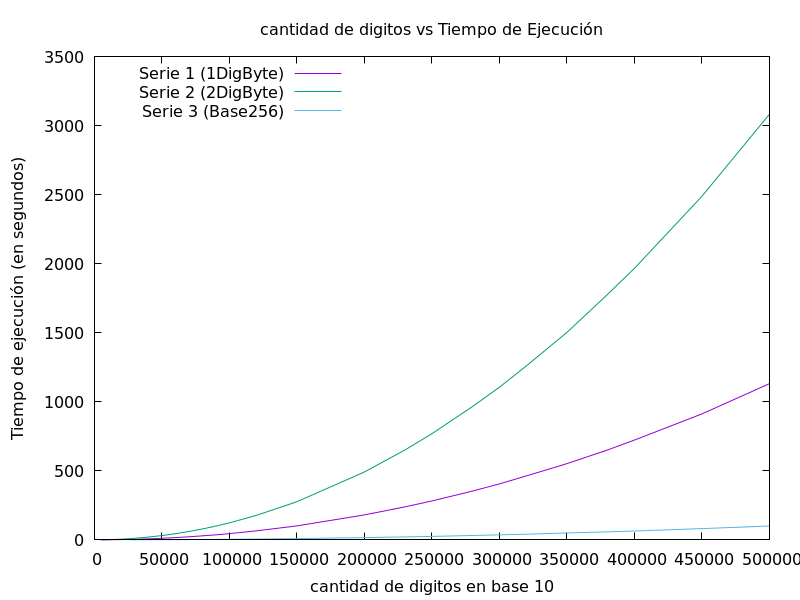 cantidad de digitos vs Tiempo de Ejecución
3500
3000
2500
2000
1500
1000
500
0
Serie 1 (1DigByte)
Serie 2 (2DigByte)
Serie 3 (Base256)
Tiempo de ejecución (en segundos)
0 50000 100000 150000 200000 250000 300000 350000 400000 450000 500000
cantidad de digitos en base 10